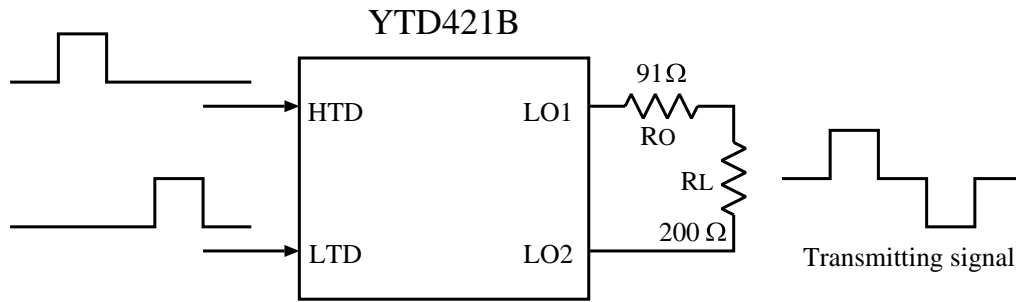 YTD421B
91Ω
HTD
LO1
RO
RL
200 Ω
LTD
LO2
Transmitting signal